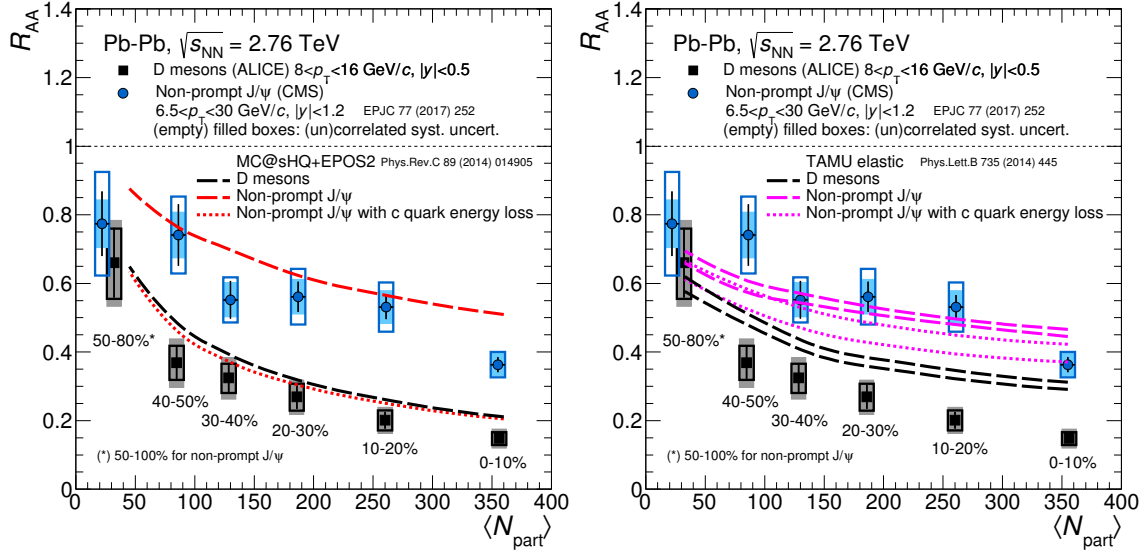 R_AA
1.4
1.2
1
0.8
0.6
0.4
0.2
0
Pb-Pb, √s_NN = 2.76 TeV
D mesons (ALICE) 8<p_T<16 GeV/c, |y|<0.5
Non-prompt J/ψ (CMS)
6.5<p_T<30 GeV/c, |y|<1.2 EPJC 77 (2017) 252
(empty) filled boxes: (un)correlated syst. uncert.
MC@sHQ+EPOS2 Phys.Rev.C 89 (2014) 014905
D mesons
Non-prompt J/ψ
Non-prompt J/ψ with c quark energy loss
50-80%*
40-50%
30-40%
20-30%
10-20%
0-10%
(*) 50-100% for non-prompt J/ψ
0 50 100 150 200 250 300 350 400
⟨N_part⟩
R_AA
1.4
1.2
1
0.8
0.6
0.4
0.2
0
Pb-Pb, √s_NN = 2.76 TeV
D mesons (ALICE) 8<p_T<16 GeV/c, |y|<0.5
Non-prompt J/ψ (CMS)
6.5<p_T<30 GeV/c, |y|<1.2 EPJC 77 (2017) 252
(empty) filled boxes: (un)correlated syst. uncert.
TAMU elastic Phys.Lett.B 735 (2014) 445
D mesons
Non-prompt J/ψ
Non-prompt J/ψ with c quark energy loss
50-80%*
40-50%
30-40%
20-30%
10-20%
0-10%
(*) 50-100% for non-prompt J/ψ
0 50 100 150 200 250 300 350 400
⟨N_part⟩